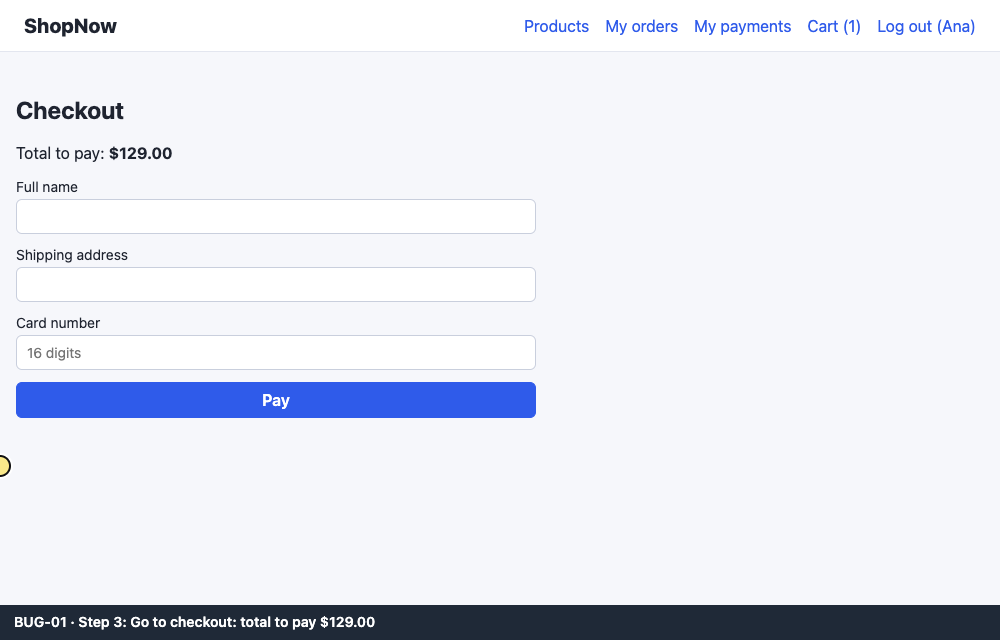 ShopNow
Products My orders My payments Cart (1) Log out (Ana)
Checkout
Total to pay: $129.00
Full name
Shipping address
Card number
16 digits
Pay
BUG-01 · Step 3: Go to checkout: total to pay $129.00